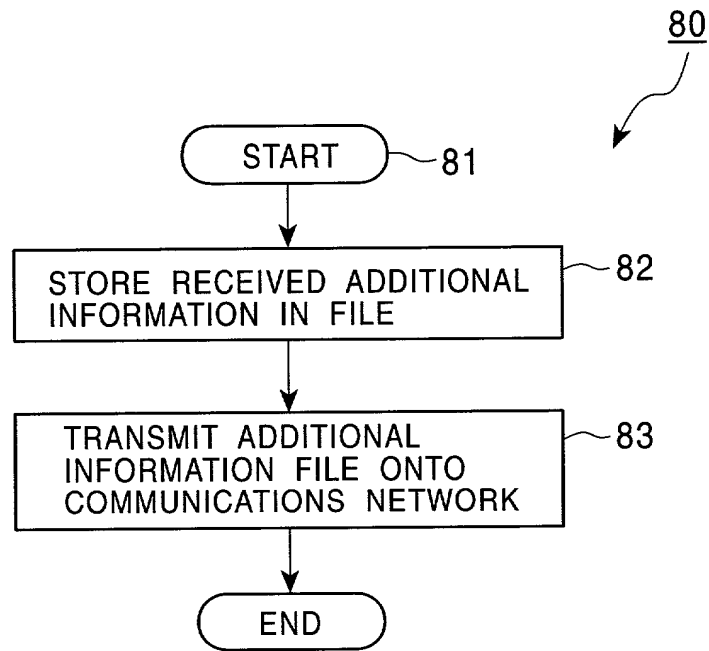 80
START
81
STORE RECEIVED ADDITIONAL
INFORMATION IN FILE
82
TRANSMIT ADDITIONAL
INFORMATION FILE ONTO
COMMUNICATIONS NETWORK
83
END